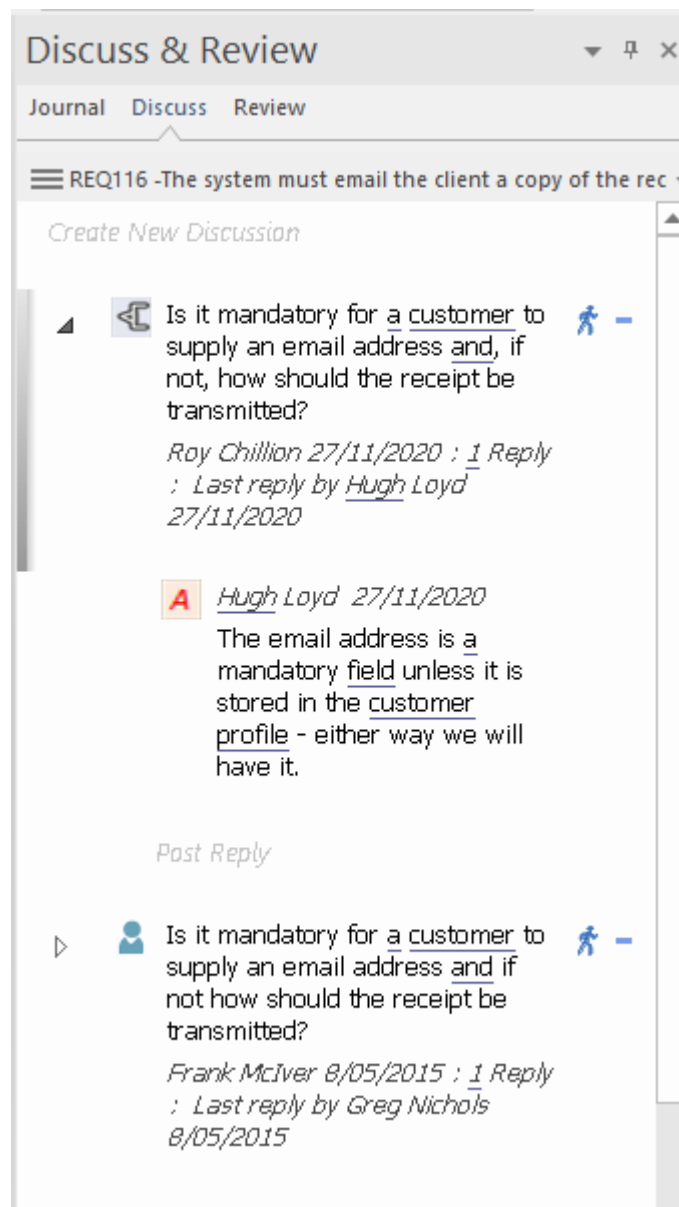 Discuss & Review
Journal Discuss Review
REQ116 -The system must email the client a copy of the rec
Create New Discussion
Is it mandatory for a customer to
supply an email address and, if
not, how should the receipt be
transmitted?
Roy Chillion 27/11/2020 ; 1 Reply
; Last reply by Hugh Loyd
27/11/2020
A Hugh Loyd 27/11/2020
The email address is a
mandatory field unless it is
stored in the customer
profile - either way we will
have it.
Post Reply
Is it mandatory for a customer to
supply an email address and if
not how should the receipt be
transmitted?
Frank McIver 8/05/2015 ; 1 Reply
; Last reply by Greg Nichols
8/05/2015